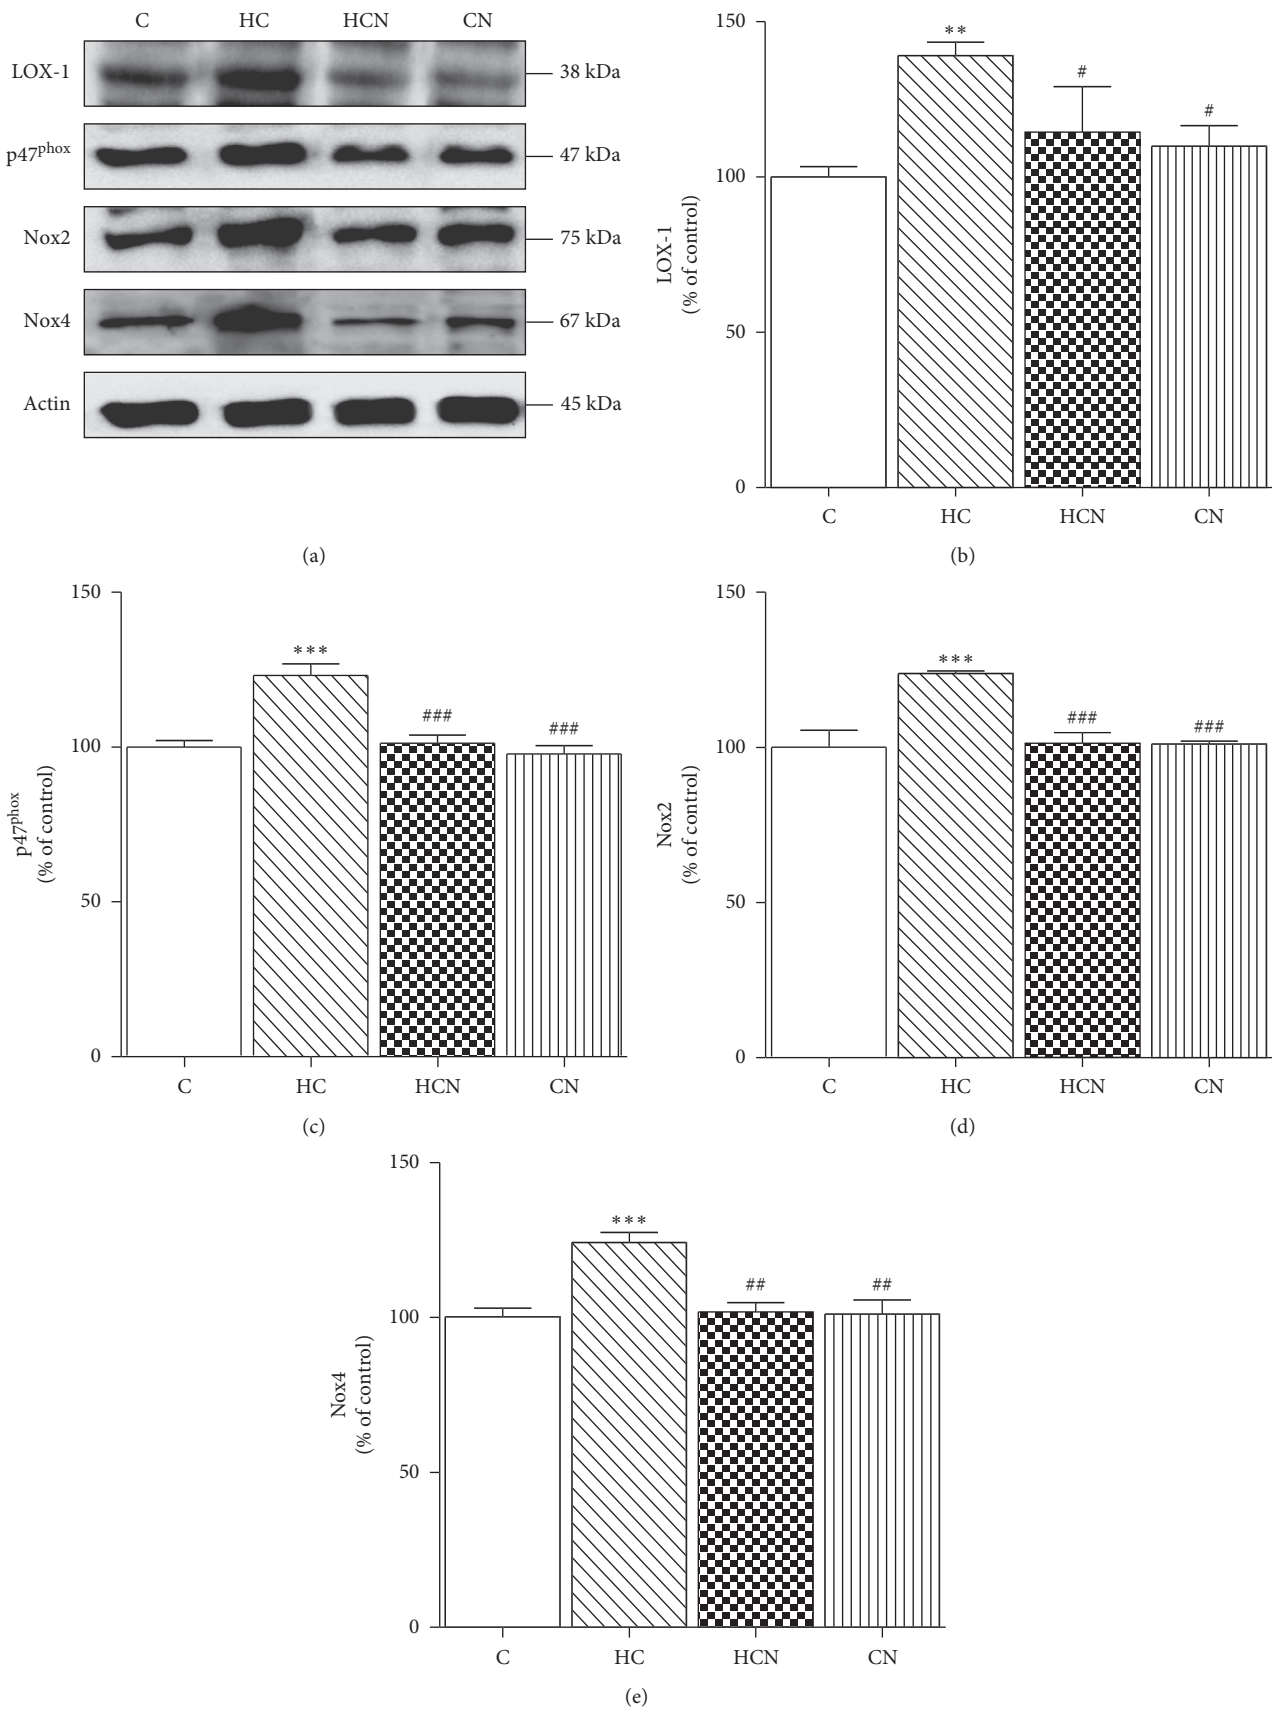 C HC HCN CN
LOX-1 38 kDa
p47phox 47 kDa
Nox2 75 kDa
Nox4 67 kDa
Actin 45 kDa
(a)
150
100
50
0
LOX-1
(% of control)
**
#
#
C HC HCN CN
(b)
150
100
50
0
p47phox
(% of control)
***
###
###
C HC HCN CN
(c)
150
100
50
0
Nox2
(% of control)
***
###
###
C HC HCN CN
(d)
150
100
50
0
Nox4
(% of control)
***
##
##
C HC HCN CN
(e)